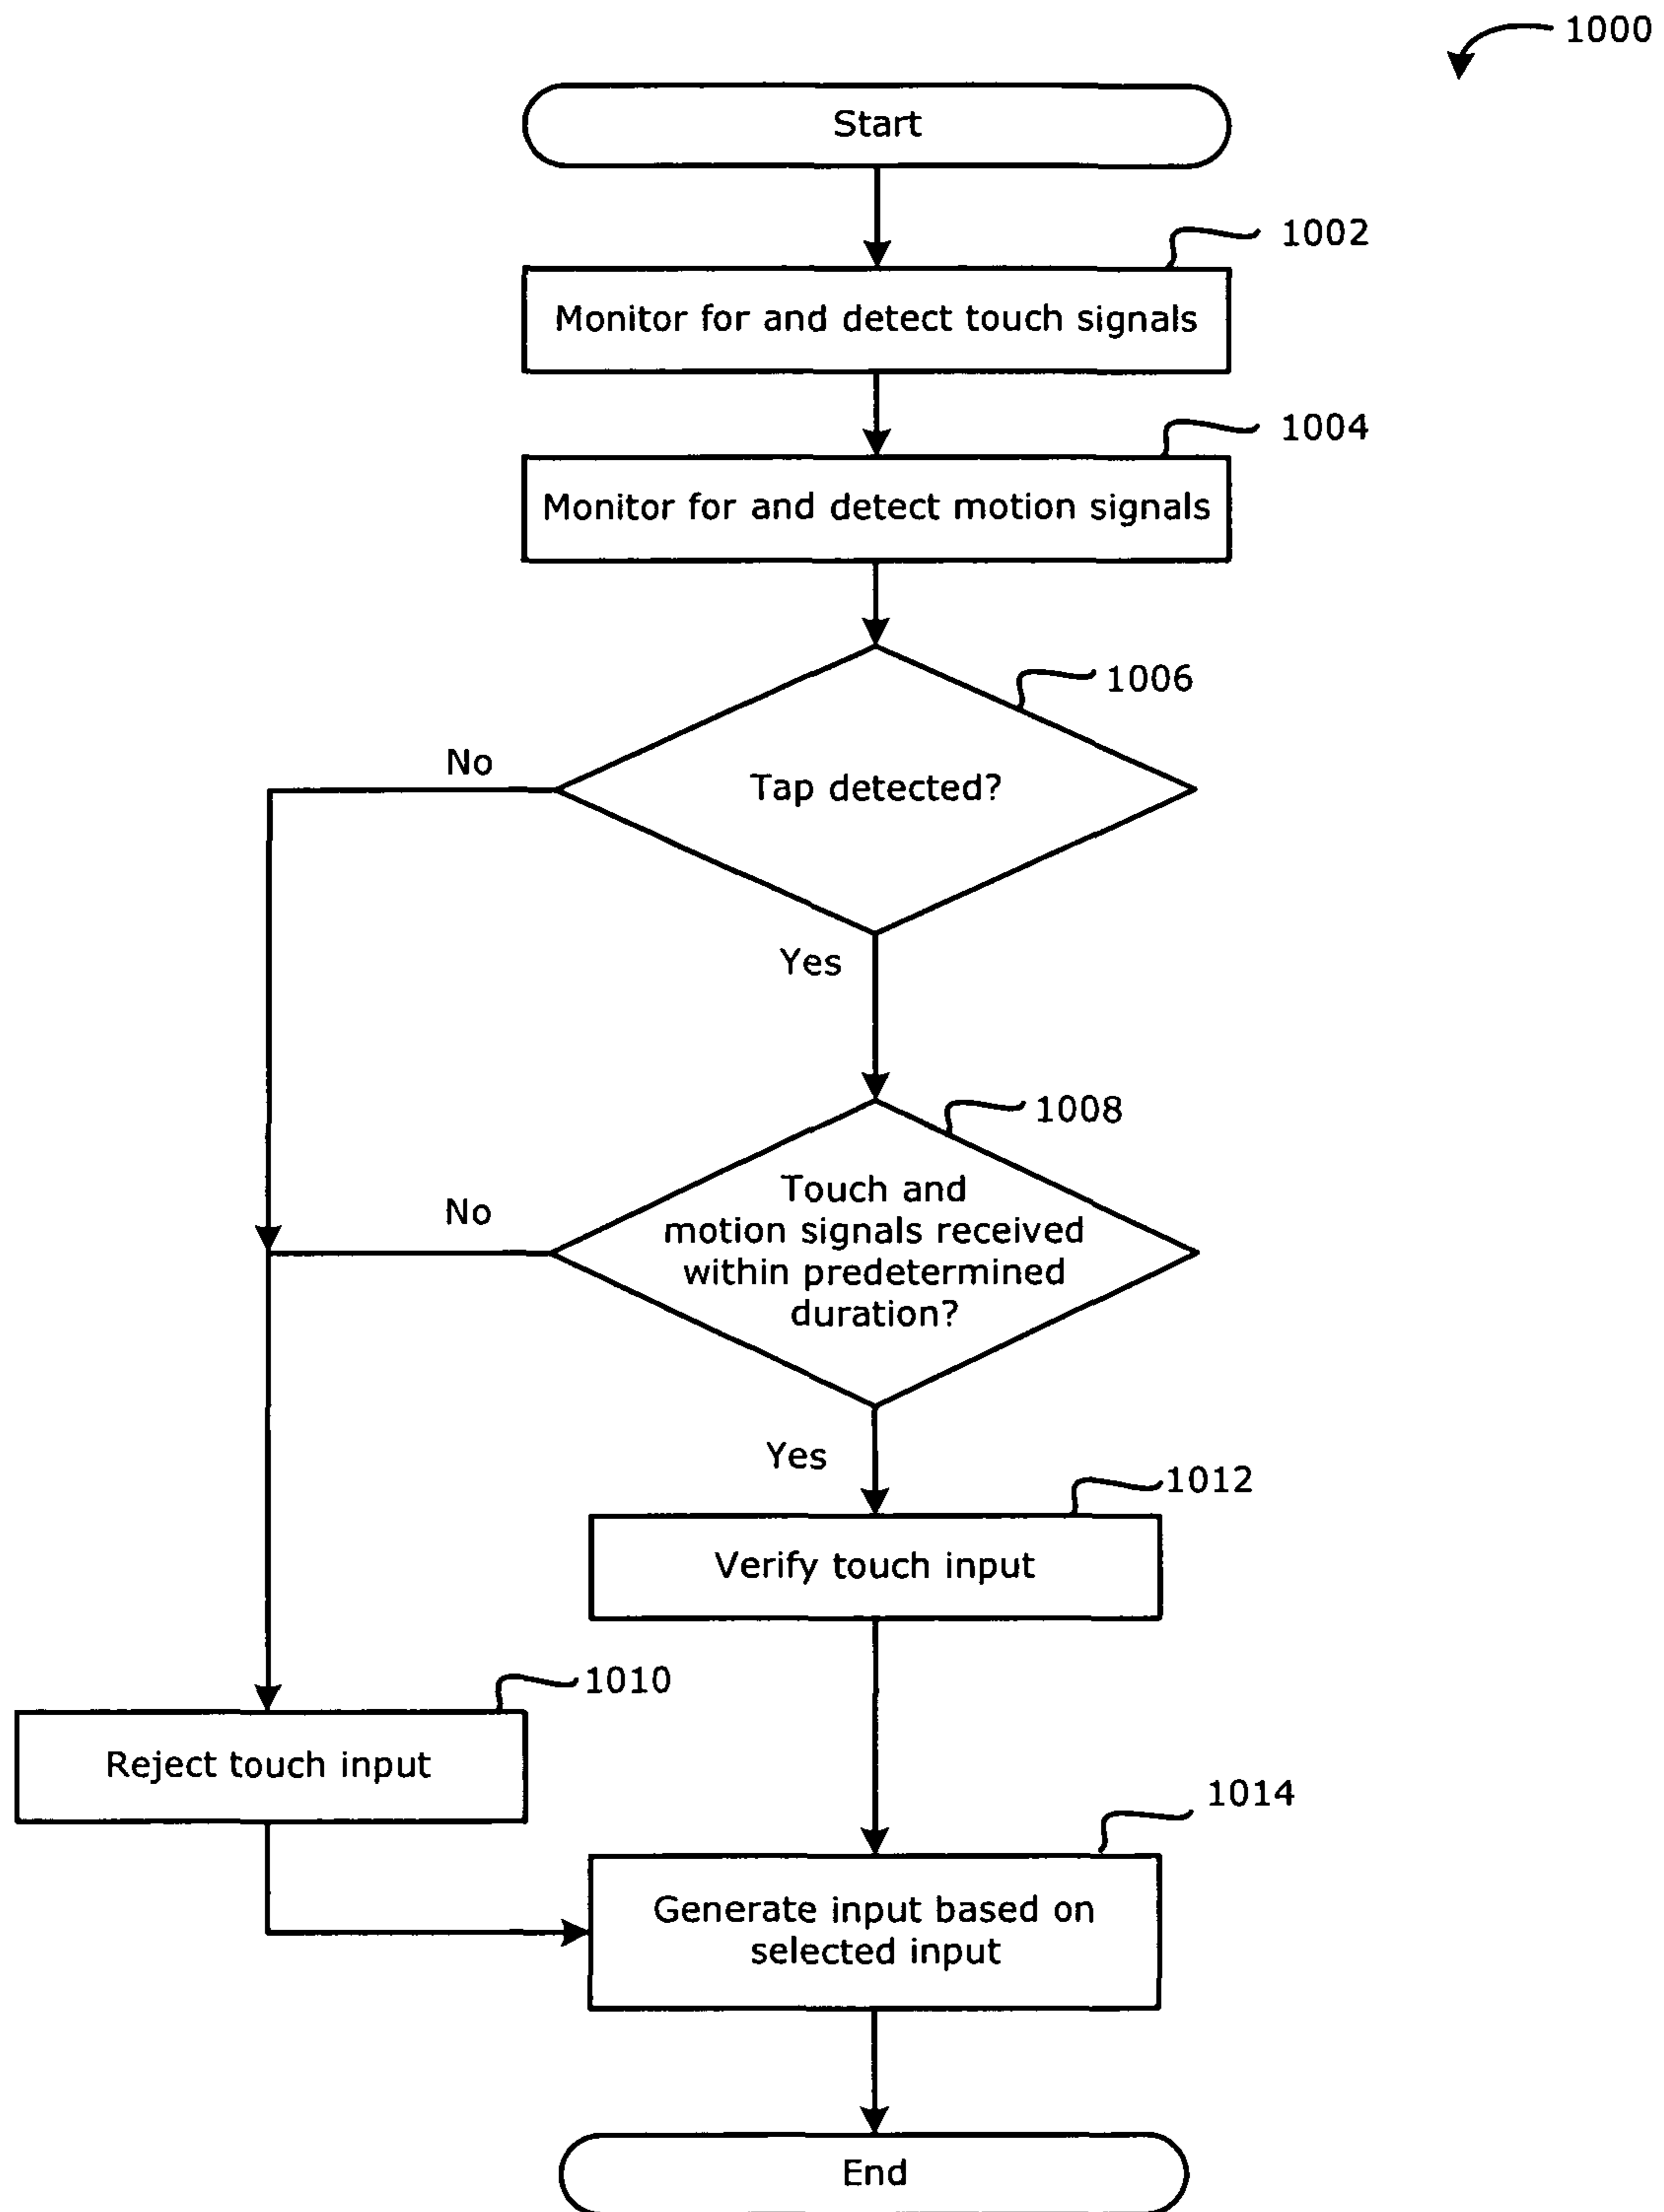 1000
Start
1002
Monitor for and detect touch signals
1004
Monitor for and detect motion signals
1006
Tap detected?
No
Yes
1008
Touch and
motion signals received
within predetermined
duration?
No
Yes
1012
Verify touch input
1010
Reject touch input
1014
Generate input based on
selected input
End